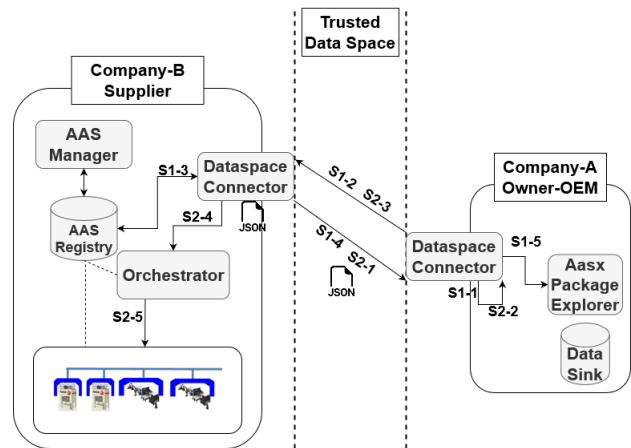 Trusted
Data Space
Company-B
Supplier
AAS
Manager
S1-3
Dataspace
Connector
S1-2 S2-3
Company-A
Owner-OEM
AAS
Registry
S2-4
JSON
S1-4 S2-1
Dataspace
Connector
S1-5
Orchestrator
JSON
S1-1
S2-2
Aasx
Package
Explorer
S2-5
Data
Sink